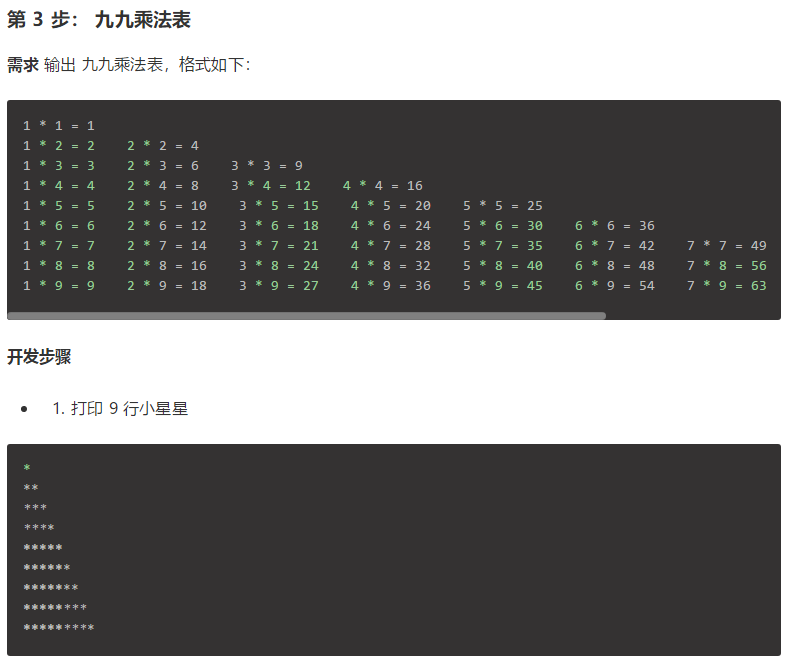 第 3 步： 九九乘法表
需求 输出 九九乘法表，格式如下：
1 * 1 = 1
1 * 2 = 2    2 * 2 = 4
1 * 3 = 3    2 * 3 = 6    3 * 3 = 9
1 * 4 = 4    2 * 4 = 8    3 * 4 = 12    4 * 4 = 16
1 * 5 = 5    2 * 5 = 10    3 * 5 = 15    4 * 5 = 20    5 * 5 = 25
1 * 6 = 6    2 * 6 = 12    3 * 6 = 18    4 * 6 = 24    5 * 6 = 30    6 * 6 = 36
1 * 7 = 7    2 * 7 = 14    3 * 7 = 21    4 * 7 = 28    5 * 7 = 35    6 * 7 = 42    7 * 7 = 49
1 * 8 = 8    2 * 8 = 16    3 * 8 = 24    4 * 8 = 32    5 * 8 = 40    6 * 8 = 48    7 * 8 = 56
1 * 9 = 9    2 * 9 = 18    3 * 9 = 27    4 * 9 = 36    5 * 9 = 45    6 * 9 = 54    7 * 9 = 63
开发步骤
• 1. 打印 9 行小星星
*
**
***
****
*****
******
*******
********
*********